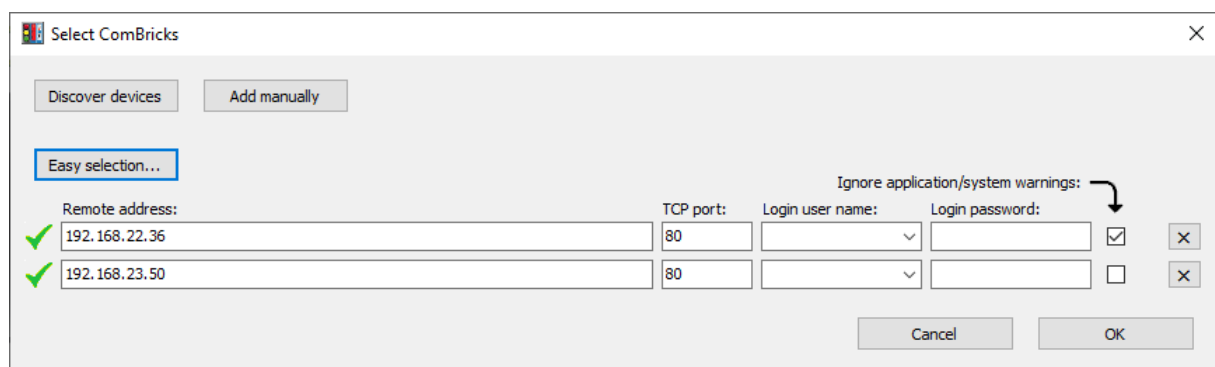 Select ComBricks
Discover devices Add manually
Easy selection...
Ignore application/system warnings:
Remote address: TCP port: Login user name: Login password:
192.168.22.36 80
192.168.23.50 80
Cancel OK